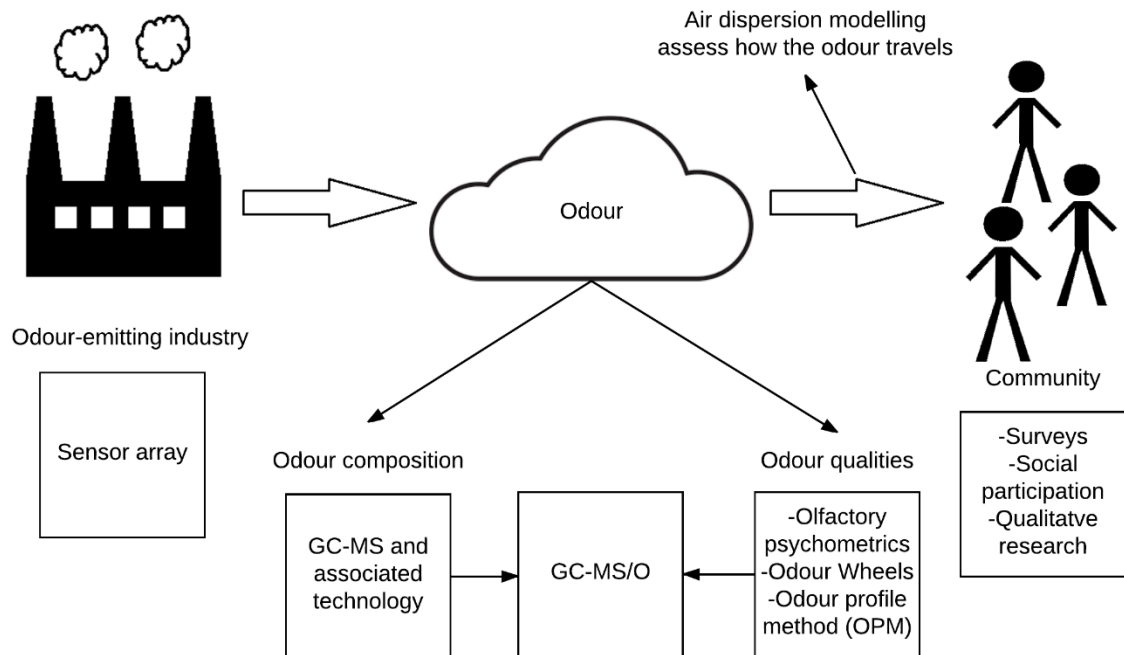 Air dispersion modelling
assess how the odour travels
Odour
Odour-emitting industry
Sensor array
Odour composition
GC-MS and
associated
technology
GC-MS/O
Odour qualities
-Olfactory
psychometrics
-Odour Wheels
-Odour profile
method (OPM)
Community
-Surveys
-Social
participation
-Qualitatve
research